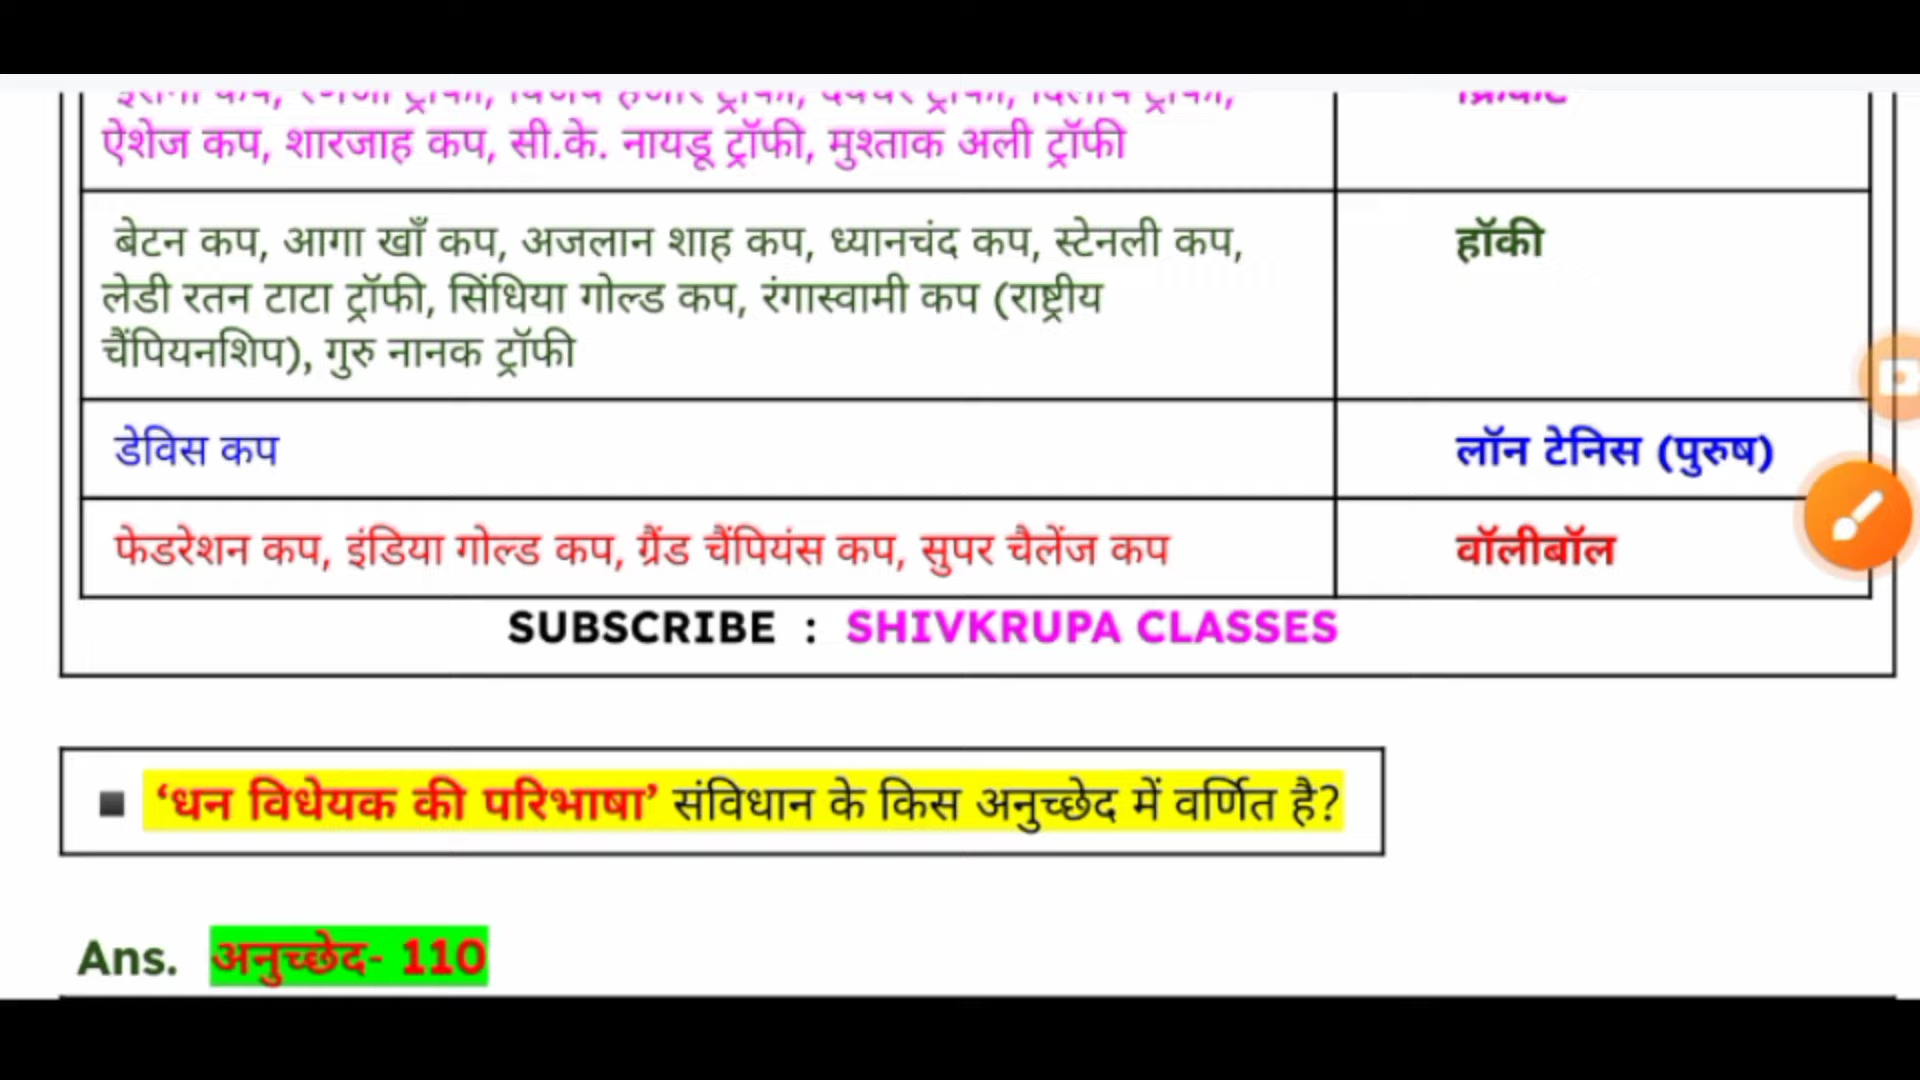 ऐशेज कप, शारजाह कप, सी.के. नायडू ट्रॉफी, मुश्ताक अली ट्रॉफी
बेटन कप, आगा खाँ कप, अजलान शाह कप, ध्यानचंद कप, स्टेनली कप,
हॉकी
लेडी रतन टाटा ट्रॉफी, सिंधिया गोल्ड कप, रंगास्वामी कप (राष्ट्रीय
चैंपियनशिप), गुरु नानक ट्रॉफी
डेविस कप
लॉन टेनिस (पुरुष)
फेडरेशन कप, इंडिया गोल्ड कप, ग्रैंड चैंपियंस कप, सुपर चैलेंज कप
वॉलीबॉल
SUBSCRIBE : SHIVKRUPA CLASSES
▪ ‘धन विधेयक की परिभाषा’ संविधान के किस अनुच्छेद में वर्णित है?
Ans. अनुच्छेद- 110